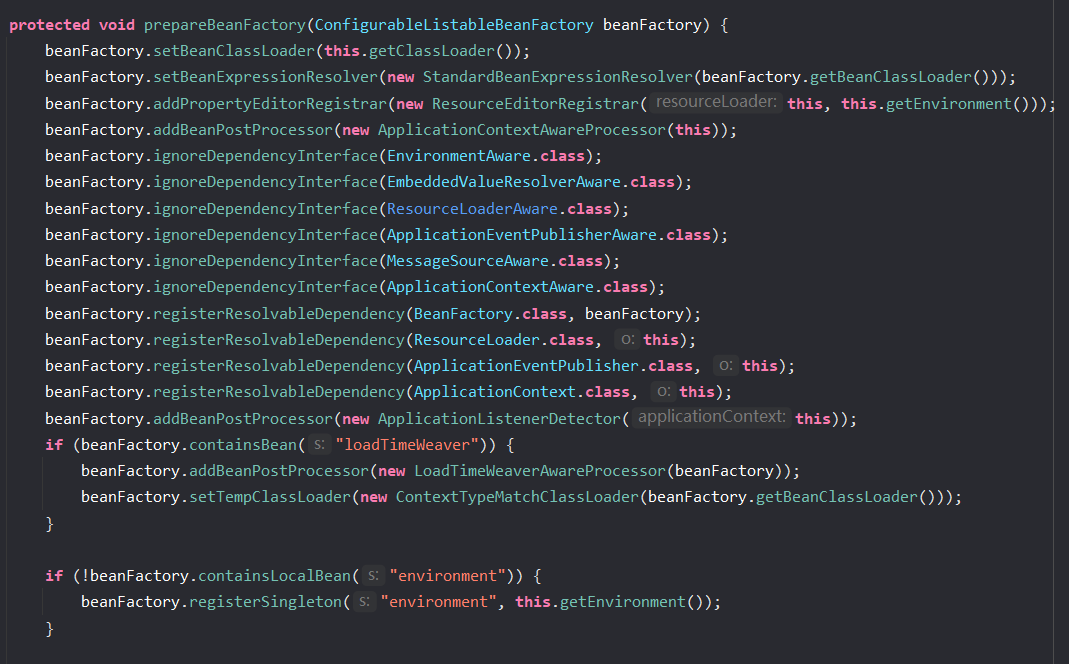 protected void prepareBeanFactory(ConfigurableListableBeanFactory beanFactory) {
    beanFactory.setBeanClassLoader(this.getClassLoader());
    beanFactory.setBeanExpressionResolver(new StandardBeanExpressionResolver(beanFactory.getBeanClassLoader()));
    beanFactory.addPropertyEditorRegistrar(new ResourceEditorRegistrar( resourceLoader: this, this.getEnvironment()));
    beanFactory.addBeanPostProcessor(new ApplicationContextAwareProcessor(this));
    beanFactory.ignoreDependencyInterface(EnvironmentAware.class);
    beanFactory.ignoreDependencyInterface(EmbeddedValueResolverAware.class);
    beanFactory.ignoreDependencyInterface(ResourceLoaderAware.class);
    beanFactory.ignoreDependencyInterface(ApplicationEventPublisherAware.class);
    beanFactory.ignoreDependencyInterface(MessageSourceAware.class);
    beanFactory.ignoreDependencyInterface(ApplicationContextAware.class);
    beanFactory.registerResolvableDependency(BeanFactory.class, beanFactory);
    beanFactory.registerResolvableDependency(ResourceLoader.class, o: this);
    beanFactory.registerResolvableDependency(ApplicationEventPublisher.class, o: this);
    beanFactory.registerResolvableDependency(ApplicationContext.class, o: this);
    beanFactory.addBeanPostProcessor(new ApplicationListenerDetector( applicationContext: this));
    if (beanFactory.containsBean( s: "loadTimeWeaver")) {
        beanFactory.addBeanPostProcessor(new LoadTimeWeaverAwareProcessor(beanFactory));
        beanFactory.setTempClassLoader(new ContextTypeMatchClassLoader(beanFactory.getBeanClassLoader()));
    }
    if (!beanFactory.containsLocalBean( s: "environment")) {
        beanFactory.registerSingleton( s: "environment", this.getEnvironment());
    }